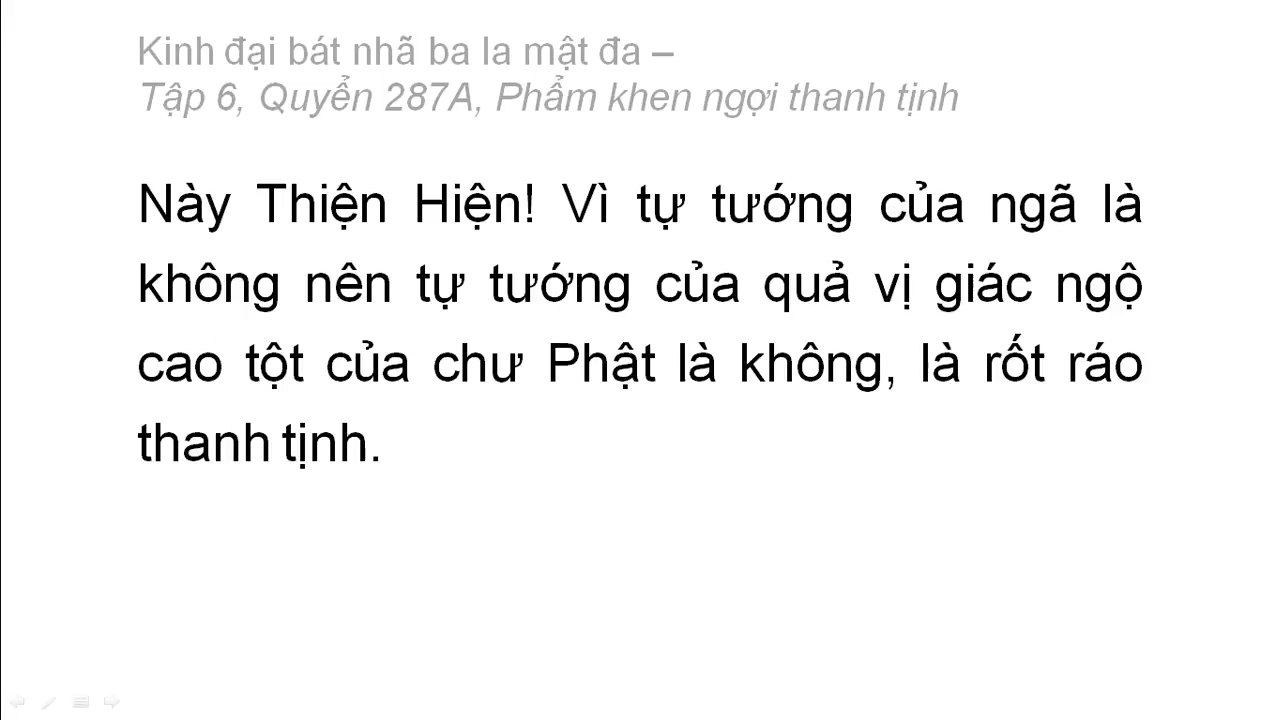 Kinh đại bát nhã ba la mật đa –
Tập 6, Quyển 287A, Phẩm khen ngợi thanh tịnh
Này Thiện Hiện! Vì tự tướng của ngã là
không nên tự tướng của quả vị giác ngộ
cao tột của chư Phật là không, là rốt ráo
thanh tịnh.